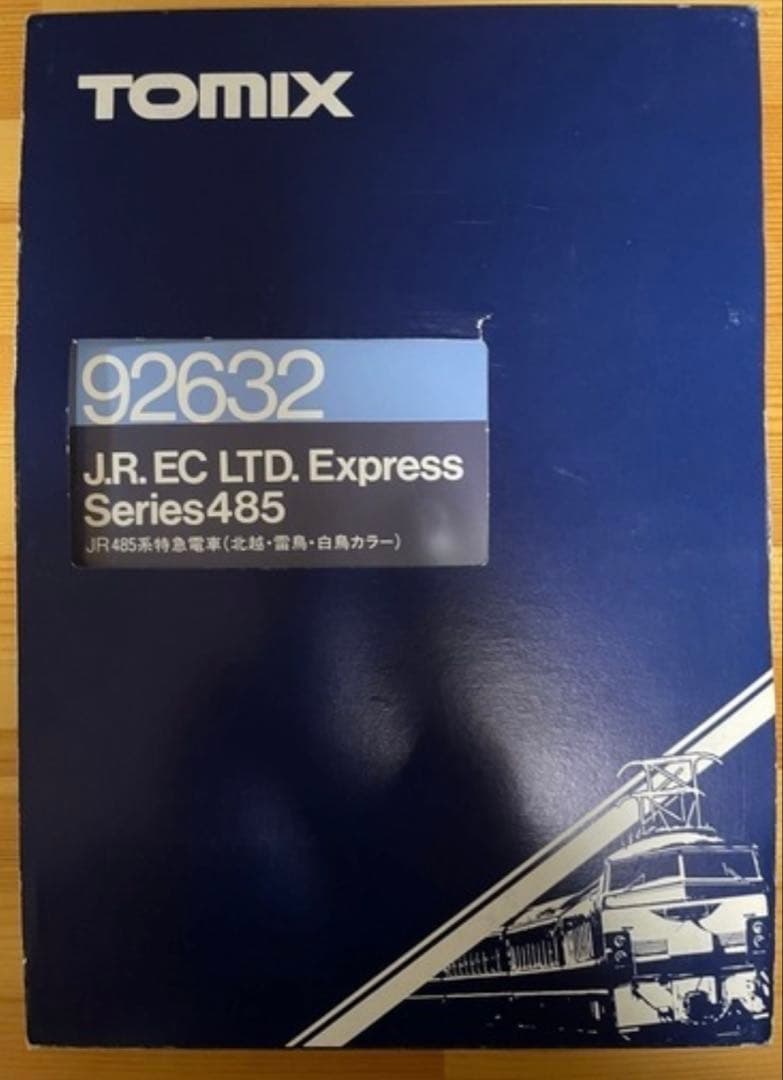 TOMIX
92632
J.R. EC LTD. Express
Series485
JR485系特急電車(北越・雷鳥・白鳥カラー)